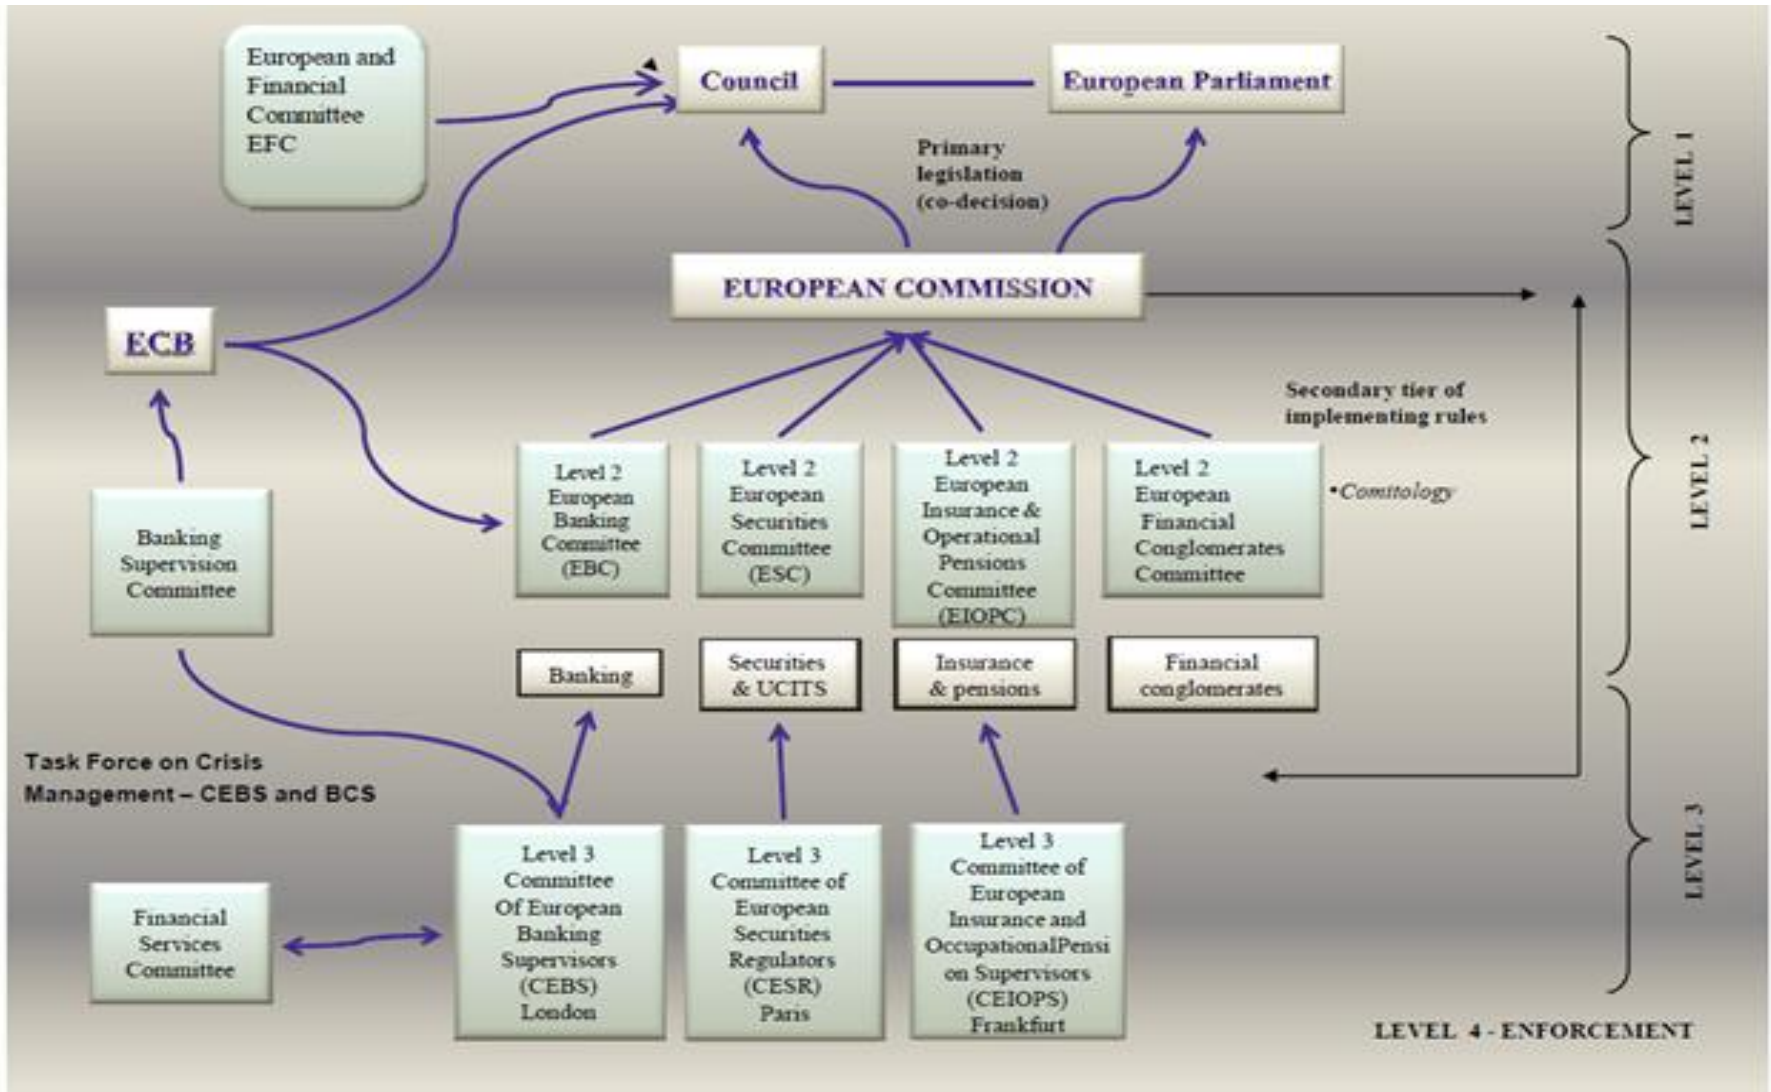 European and
Financial
Committee
EFC
Council
European Parliament
Primary
legislation
(co-decision)
LEVEL 1
EUROPEAN COMMISSION
ECB
Secondary tier of
implementing rules
•Comitology
LEVEL 2
Banking
Supervision
Committee
Level 2
European
Banking
Committee
(EBC)
Level 2
European
Securities
Committee
(ESC)
Level 2
European
Insurance &
Operational
Pensions
Committee
(EIOPC)
Level 2
European
Financial
Conglomerates
Committee
Banking
Securities
& UCITS
Insurance
& pensions
Financial
conglomerates
Task Force on Crisis
Management – CEBS and BCS
LEVEL 3
Financial
Services
Committee
Level 3
Committee
Of European
Banking
Supervisors
(CEBS)
London
Level 3
Committee of
European
Securities
Regulators
(CESR)
Paris
Level 3
Committee of
European
Insurance and
OccupationalPensi
on Supervisors
(CEIOPS)
Frankfurt
LEVEL 4 - ENFORCEMENT